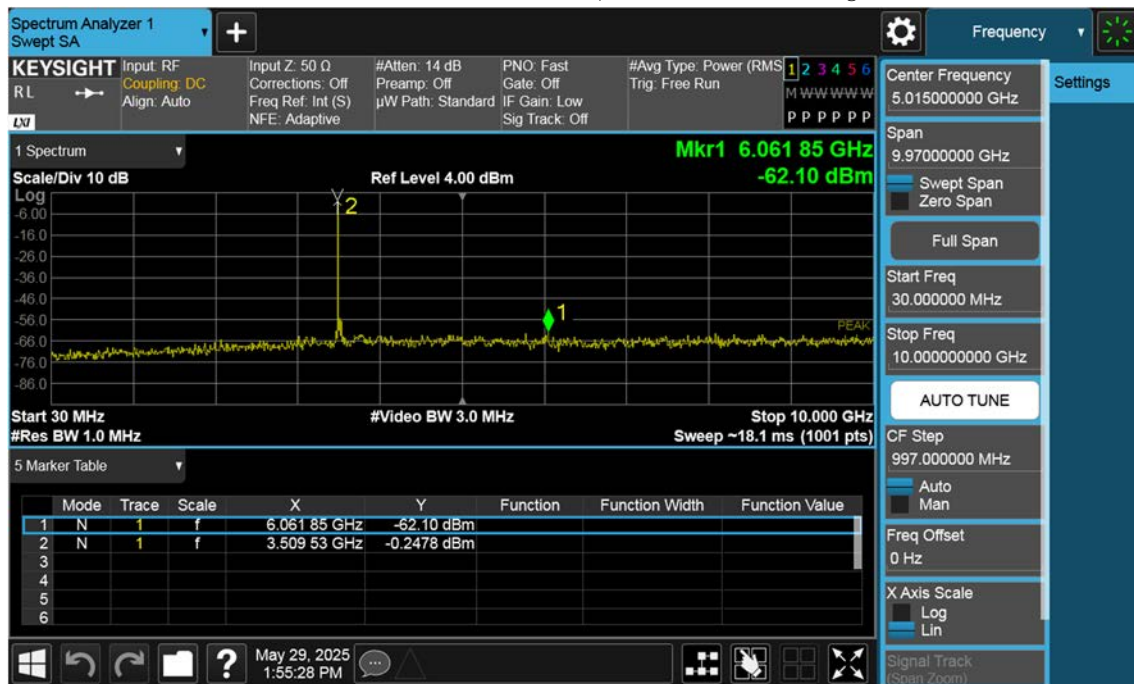 Spectrum Analyzer 1
Swept SA
+
Frequency
KEYSIGHT
RL
LXI
Input: RF
Coupling: DC
Align: Auto
Input Z: 50 Ω
Corrections: Off
Freq Ref: Int (S)
NFE: Adaptive
#Atten: 14 dB
Preamp: Off
µW Path: Standard
PNO: Fast
Gate: Off
IF Gain: Low
Sig Track: Off
#Avg Type: Power (RMS
Trig: Free Run
1 2 3 4 5 6
M W W W W W
P P P P P P
1 Spectrum
Mkr1 6.061 85 GHz
Scale/Div 10 dB
Ref Level 4.00 dBm
-62.10 dBm
Log
-6.00
-16.0
-26.0
-36.0
-46.0
-56.0
-66.0
-76.0
-86.0
2
1
PEAK
Start 30 MHz
#Video BW 3.0 MHz
Stop 10.000 GHz
#Res BW 1.0 MHz
Sweep ~18.1 ms (1001 pts)
5 Marker Table
Mode Trace Scale X Y Function Function Width Function Value
1 N 1 f 6.061 85 GHz -62.10 dBm
2 N 1 f 3.509 53 GHz -0.2478 dBm
3
4
5
6
?
May 29, 2025
1:55:28 PM
Center Frequency
5.015000000 GHz
Span
9.97000000 GHz
Swept Span
Zero Span
Full Span
Start Freq
30.000000 MHz
Stop Freq
10.000000000 GHz
AUTO TUNE
CF Step
997.000000 MHz
Auto
Man
Freq Offset
0 Hz
X Axis Scale
Log
Lin
Signal Track
(Span Zoom)
Settings